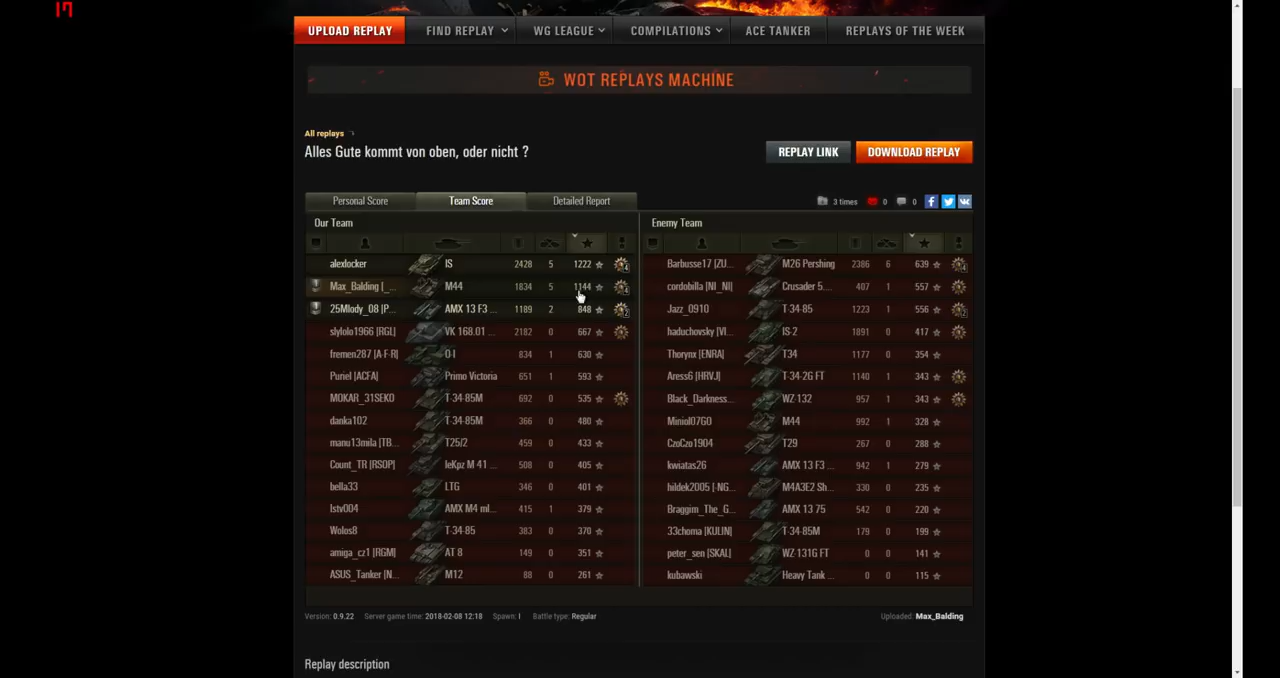 17
UPLOAD REPLAY FIND REPLAY WG LEAGUE COMPILATIONS ACE TANKER REPLAYS OF THE WEEK
WOT REPLAYS MACHINE
All replays
Alles Gute kommt von oben, oder nicht ? REPLAY LINK DOWNLOAD REPLAY
Personal Score Team Score Detailed Report 3 times 0 0
Our Team Enemy Team
alexlocker IS 2428 5 1222 4 Barbusse17 [ZU... M26 Pershing 2386 6 639
Max_Balding [_... M44 1834 5 1144 cordobilla [NI_NI] Crusader 5... 407 1 557
25Mlody_08 [P... AMX 13 F3 ... 1189 2 848 2 Jazz_0910 T-34-85 1223 1 556 2
slylolo1966 [RGL] VK 168.01 ... 2182 0 667 haduchovsky [VI... IS-2 1891 0 417
fremen287 [A-F-R] O-I 834 1 630 Thorynx [ENRA] T34 1177 0 354
Puriel [ACFA] Primo Victoria 651 1 593 Aress6 [HRVJ] T-34-2G FT 1140 1 343
MOKAR_31SEKO T-34-85M 692 0 535 Black_Darkness... WZ-132 957 1 343
danka102 T-34-85M 366 0 480 Miniol07GO M44 992 1 328
manu13mila [TB... T25/2 459 0 433 CzoCzo1904 T29 267 0 288
Count_TR [RSOP] leKpz M 41 ... 508 0 405 kwiatas26 AMX 13 F3 ... 942 1 279
bella33 LTG 346 0 401 hildek2005 [-NG... M4A3E2 Sh... 330 0 235
lstv004 AMX M4 ml... 415 1 379 Braggim_The_G... AMX 13 75 542 0 220
Wolos8 T-34-85 383 0 370 33choma [KULIN] T-34-85M 179 0 199
amiga_cz1 [RGM] AT 8 149 0 351 peter_sen [SKAL] WZ-131G FT 0 0 141
ASUS_Tanker [N... M12 88 0 261 kubawski Heavy Tank ... 0 0 115
Version: 0.9.22 Server game time: 2018-02-08 12:18 Spawn: I Battle type: Regular Uploaded: Max_Balding
Replay description